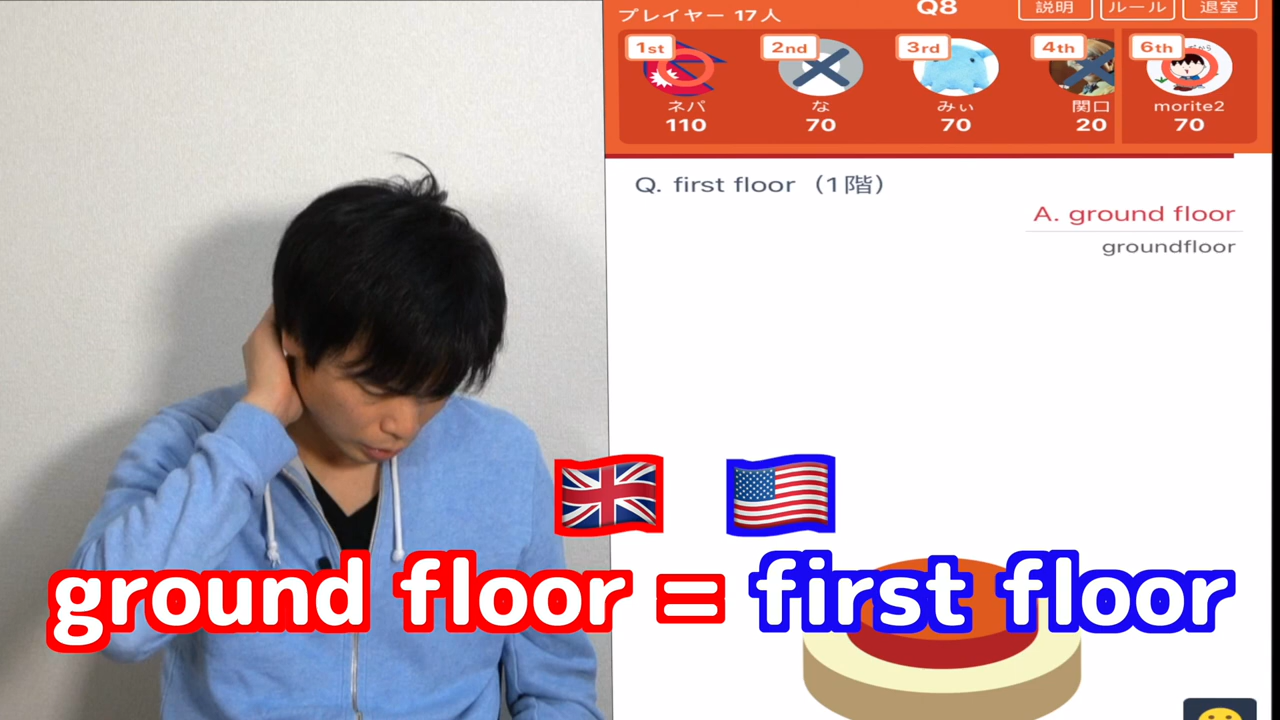 プレイヤー 17人
Q8
説明
ルール
退室
1st
ネパ
110
2nd
な
70
3rd
みぃ
70
4th
関口
20
6th
morite2
70
Q. first floor（1階）
A. ground floor
groundfloor
ground floor = first floor